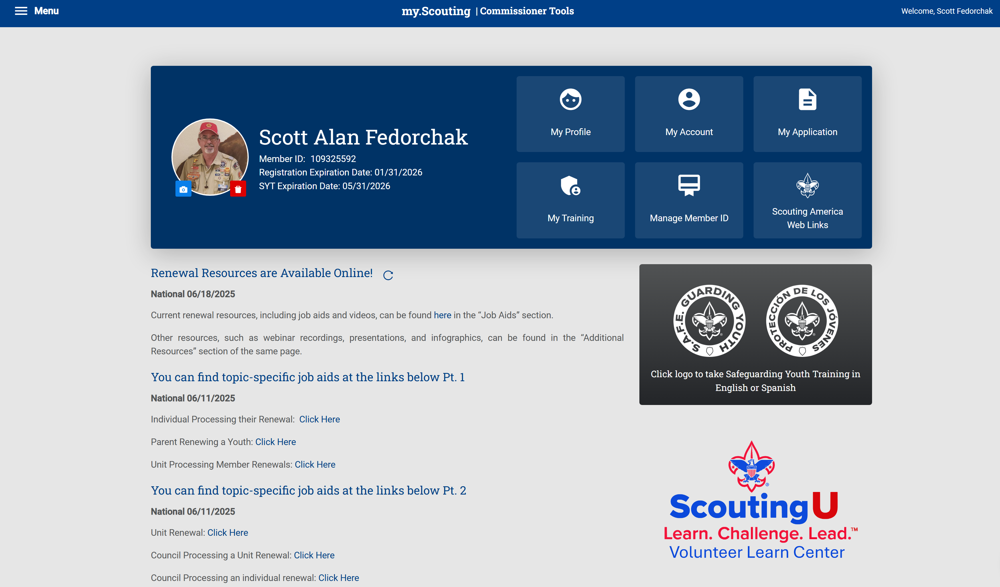 Menu
my.Scouting | Commissioner Tools
Welcome, Scott Fedorchak
Scott Alan Fedorchak
Member ID: 109325592
Registration Expiration Date: 01/31/2026
SYT Expiration Date: 05/31/2026
My Profile
My Account
My Application
My Training
Manage Member ID
Scouting America
Web Links
Renewal Resources are Available Online!
National 06/18/2025
Current renewal resources, including job aids and videos, can be found here in the “Job Aids” section.
Other resources, such as webinar recordings, presentations, and infographics, can be found in the “Additional
Resources” section of the same page.
You can find topic-specific job aids at the links below Pt. 1
National 06/11/2025
Individual Processing their Renewal: Click Here
Parent Renewing a Youth: Click Here
Unit Processing Member Renewals: Click Here
You can find topic-specific job aids at the links below Pt. 2
National 06/11/2025
Unit Renewal: Click Here
Council Processing a Unit Renewal: Click Here
Council Processing an individual renewal: Click Here
S.A.F.E. GUARDING YOUTH
®
PROTECCIÓN DE LOS JÓVENES
®
Click logo to take Safeguarding Youth Training in
English or Spanish
®
ScoutingU
Learn. Challenge. Lead.™
Volunteer Learn Center